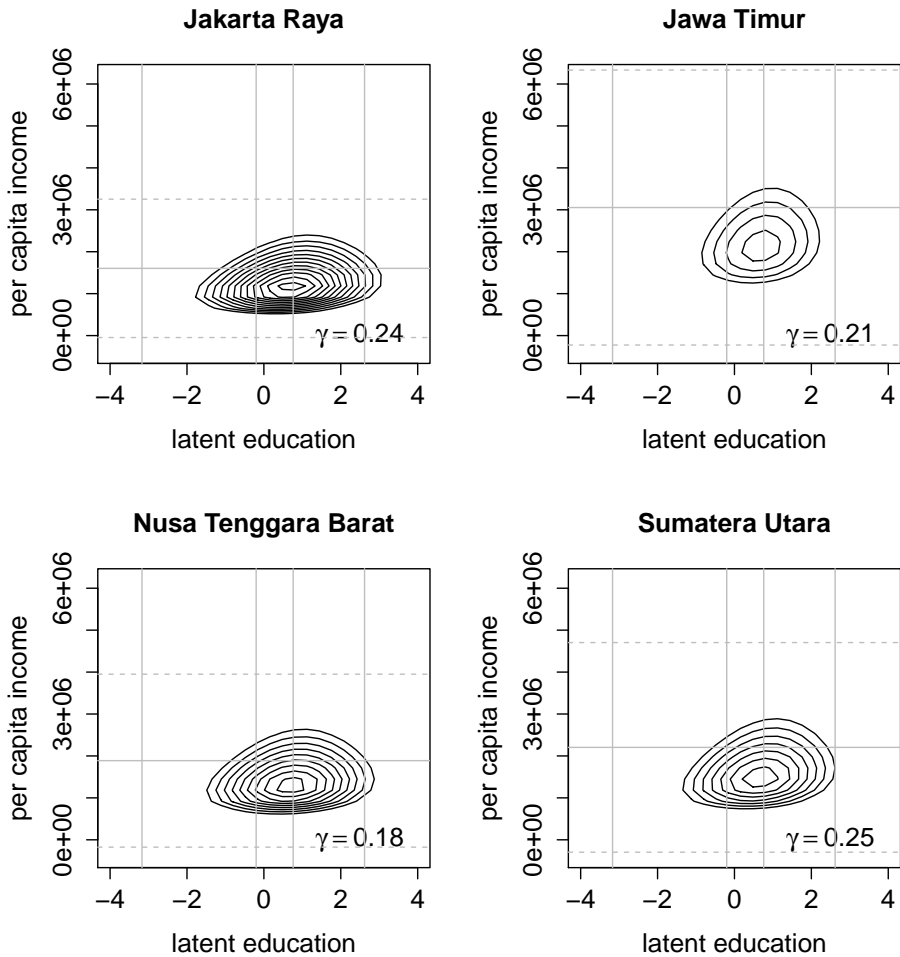 Jakarta Raya
per capita income
0e+00 3e+06 6e+06
γ = 0.24
−4 −2 0 2 4
latent education
Jawa Timur
per capita income
0e+00 3e+06 6e+06
γ = 0.21
−4 −2 0 2 4
latent education
Nusa Tenggara Barat
per capita income
0e+00 3e+06 6e+06
γ = 0.18
−4 −2 0 2 4
latent education
Sumatera Utara
per capita income
0e+00 3e+06 6e+06
γ = 0.25
−4 −2 0 2 4
latent education